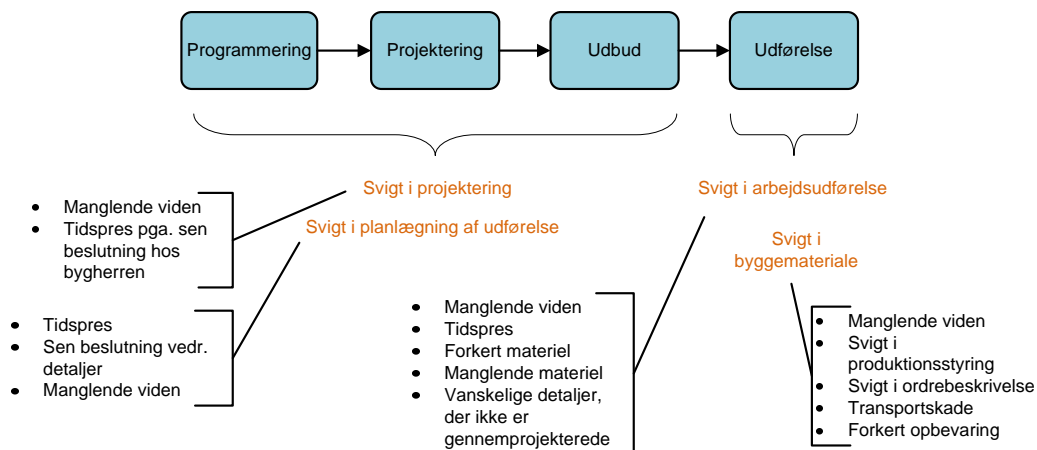 Programmering
Projektering
Udbud
Udførelse
Svigt i projektering
Svigt i planlægning af udførelse
Svigt i arbejdsudførelse
Svigt i
byggemateriale
• Manglende viden
• Tidspres pga. sen
beslutning hos
bygherren
• Tidspres
• Sen beslutning vedr.
detaljer
• Manglende viden
• Manglende viden
• Tidspres
• Forkert materiel
• Manglende materiel
• Vanskelige detaljer,
der ikke er
gennemprojekterede
• Manglende viden
• Svigt i
produktionsstyring
• Svigt i ordrebeskrivelse
• Transportskade
• Forkert opbevaring